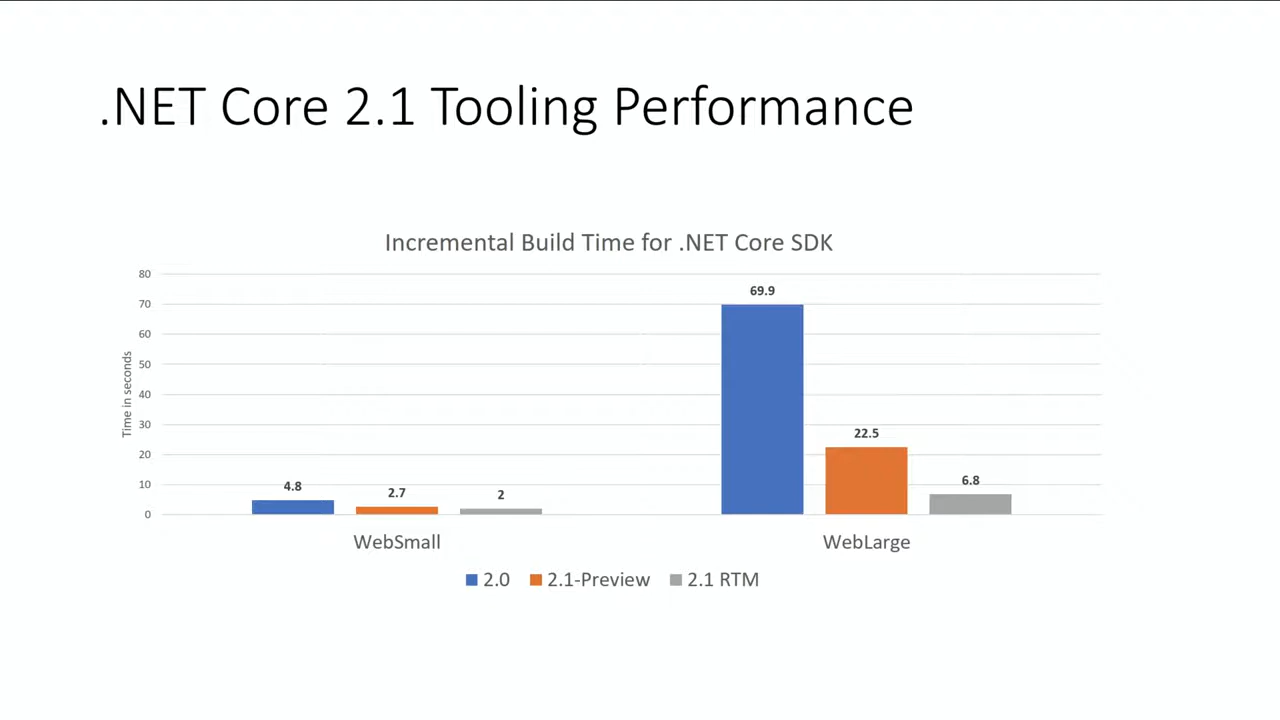 .NET Core 2.1 Tooling Performance
Incremental Build Time for .NET Core SDK
Time in seconds
80
70
60
50
40
30
20
10
0
4.8
2.7
2
69.9
22.5
6.8
WebSmall
WebLarge
2.0 2.1-Preview 2.1 RTM